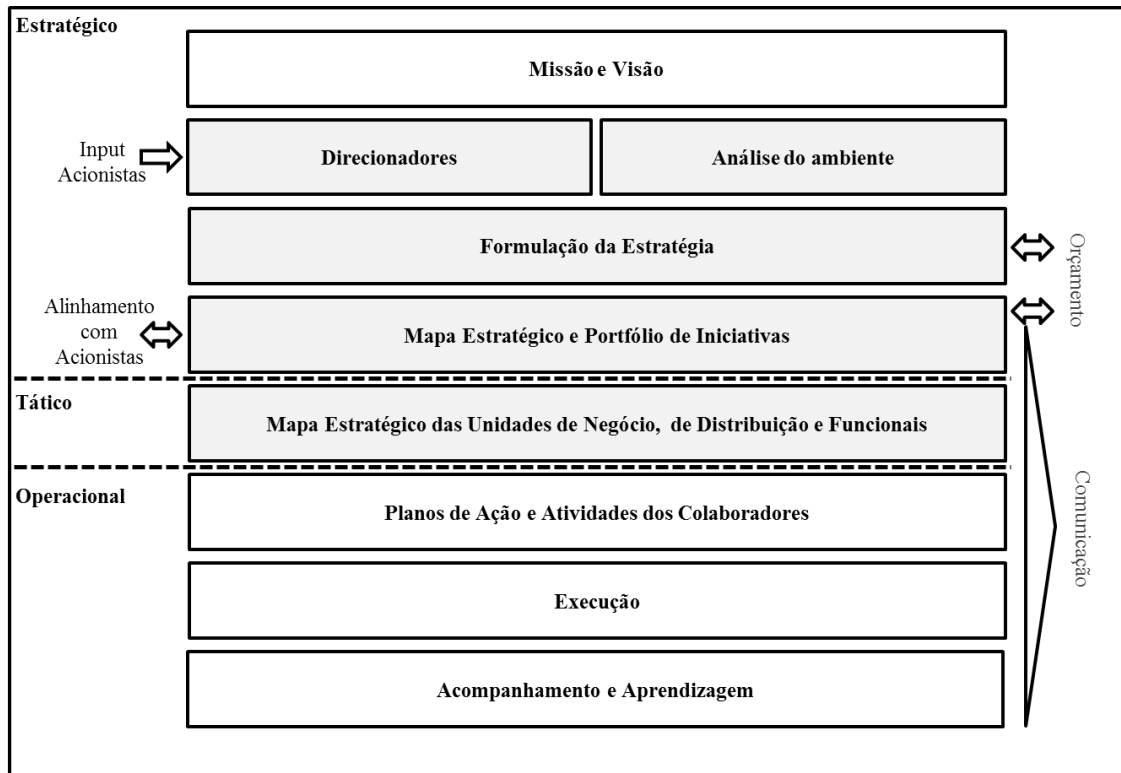 Estratégico
Missão e Visão
Input
Acionistas
Direcionadores
Análise do ambiente
Formulação da Estratégia
Orçamento
Alinhamento
com
Acionistas
Mapa Estratégico e Portfólio de Iniciativas
Tático
Mapa Estratégico das Unidades de Negócio, de Distribuição e Funcionais
Operacional
Planos de Ação e Atividades dos Colaboradores
Comunicação
Execução
Acompanhamento e Aprendizagem